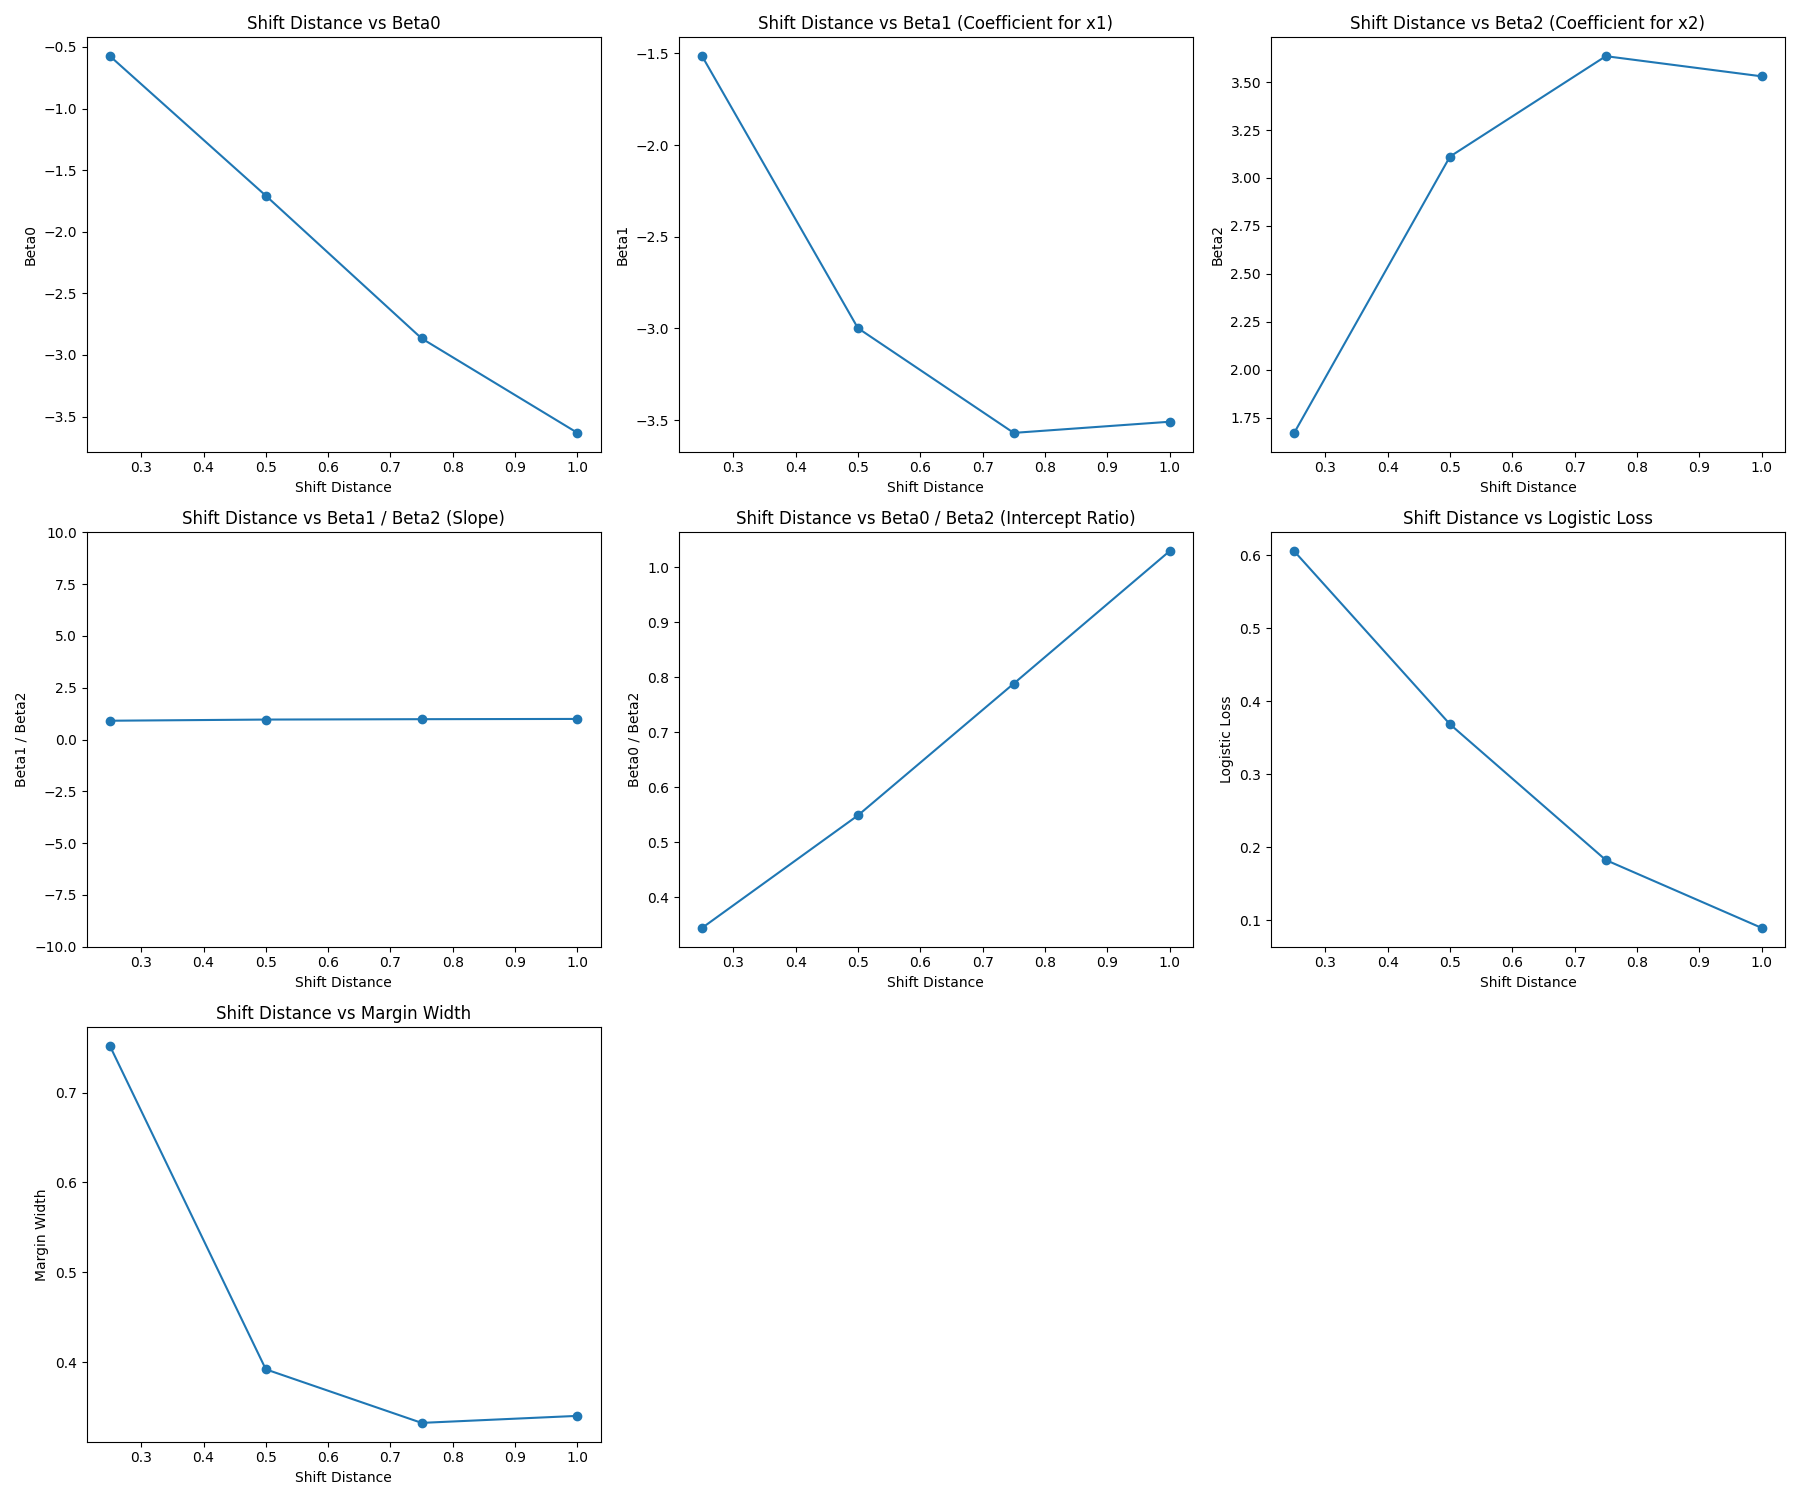 Shift Distance vs Beta0
Beta0
−0.5
−1.0
−1.5
−2.0
−2.5
−3.0
−3.5
0.3 0.4 0.5 0.6 0.7 0.8 0.9 1.0
Shift Distance
Shift Distance vs Beta1 (Coefficient for x1)
Beta1
−1.5
−2.0
−2.5
−3.0
−3.5
0.3 0.4 0.5 0.6 0.7 0.8 0.9 1.0
Shift Distance
Shift Distance vs Beta2 (Coefficient for x2)
Beta2
3.50
3.25
3.00
2.75
2.50
2.25
2.00
1.75
0.3 0.4 0.5 0.6 0.7 0.8 0.9 1.0
Shift Distance
Shift Distance vs Beta1 / Beta2 (Slope)
Beta1 / Beta2
10.0
7.5
5.0
2.5
0.0
−2.5
−5.0
−7.5
−10.0
0.3 0.4 0.5 0.6 0.7 0.8 0.9 1.0
Shift Distance
Shift Distance vs Beta0 / Beta2 (Intercept Ratio)
Beta0 / Beta2
1.0
0.9
0.8
0.7
0.6
0.5
0.4
0.3 0.4 0.5 0.6 0.7 0.8 0.9 1.0
Shift Distance
Shift Distance vs Logistic Loss
Logistic Loss
0.6
0.5
0.4
0.3
0.2
0.1
0.3 0.4 0.5 0.6 0.7 0.8 0.9 1.0
Shift Distance
Shift Distance vs Margin Width
Margin Width
0.7
0.6
0.5
0.4
0.3 0.4 0.5 0.6 0.7 0.8 0.9 1.0
Shift Distance